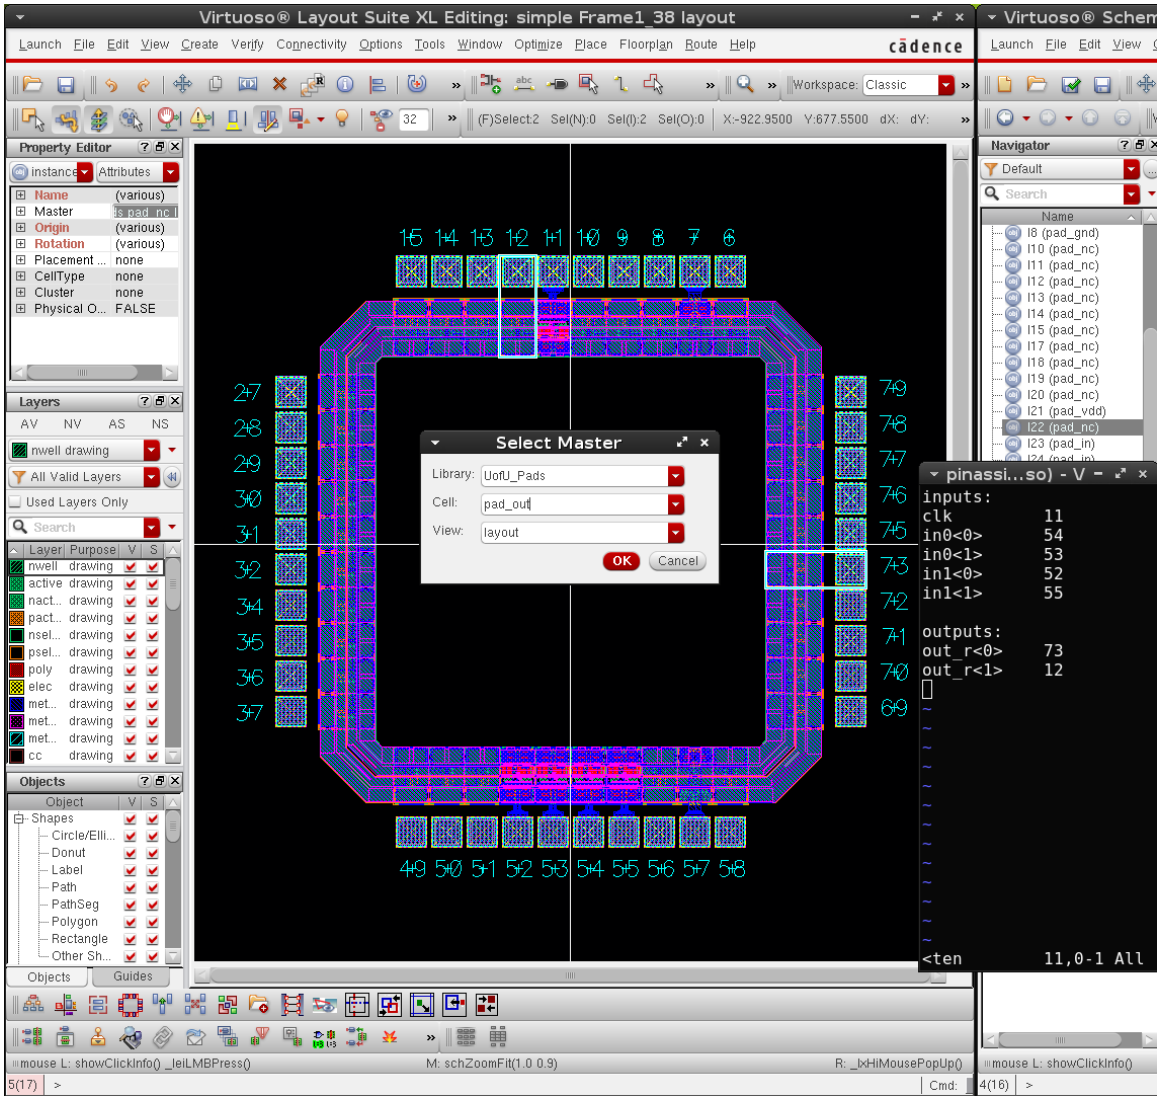 Virtuoso® Layout Suite XL Editing: simple Frame1_38 layout
Launch File Edit View Create Verify Connectivity Options Tools Window Optimize Place Floorplan Route Help
cādence
Workspace: Classic
32
(F)Select:2 Sel(N):0 Sel(I):2 Sel(O):0 X:-922.9500 Y:677.5500 dX: dY:
Property Editor
instance Attributes
Name (various)
Master
Origin (various)
Rotation (various)
Placement ... none
CellType none
Cluster none
Physical O... FALSE
Layers
AV NV AS NS
nwell drawing
All Valid Layers
Used Layers Only
Search
Layer Purpose V S
nwell drawing
active drawing
nact... drawing
pact... drawing
nsel... drawing
psel... drawing
poly drawing
elec drawing
met... drawing
met... drawing
met... drawing
cc drawing
Objects
Object V S
Shapes
Circle/Elli...
Donut
Label
Path
PathSeg
Polygon
Rectangle
Other Sh...
Objects Guides
15 14 13 12 11 10 9 8 7 6
27
28
29
30
31
32
34
35
36
37
79
78
77
76
75
73
72
71
70
69
49 50 51 52 53 54 55 56 57 58
Select Master
Library: UofU_Pads
Cell: pad_out
View: layout
OK Cancel
mouse L: showClickInfo() _leiLMBPress()
M: schZoomFit(1.0 0.9)
R: _lxHiMousePopUp()
5(17) >
Cmd:
Virtuoso® Schem
Launch File Edit View
Navigator
Default
Search
Name
I8 (pad_gnd)
I10 (pad_nc)
I11 (pad_nc)
I12 (pad_nc)
I13 (pad_nc)
I14 (pad_nc)
I15 (pad_nc)
I17 (pad_nc)
I18 (pad_nc)
I19 (pad_nc)
I20 (pad_nc)
I21 (pad_vdd)
I22 (pad_nc)
I23 (pad_in)
I24 (pad_in)
pinassi...so) - V
inputs:
clk 11
in0<0> 54
in0<1> 53
in1<0> 52
in1<1> 55
outputs:
out_r<0> 73
out_r<1> 12
~
~
~
~
~
~
~
~
~
~
~
~
~
<ten 11,0-1 All
mouse L: showClickInfo()
4(16) >